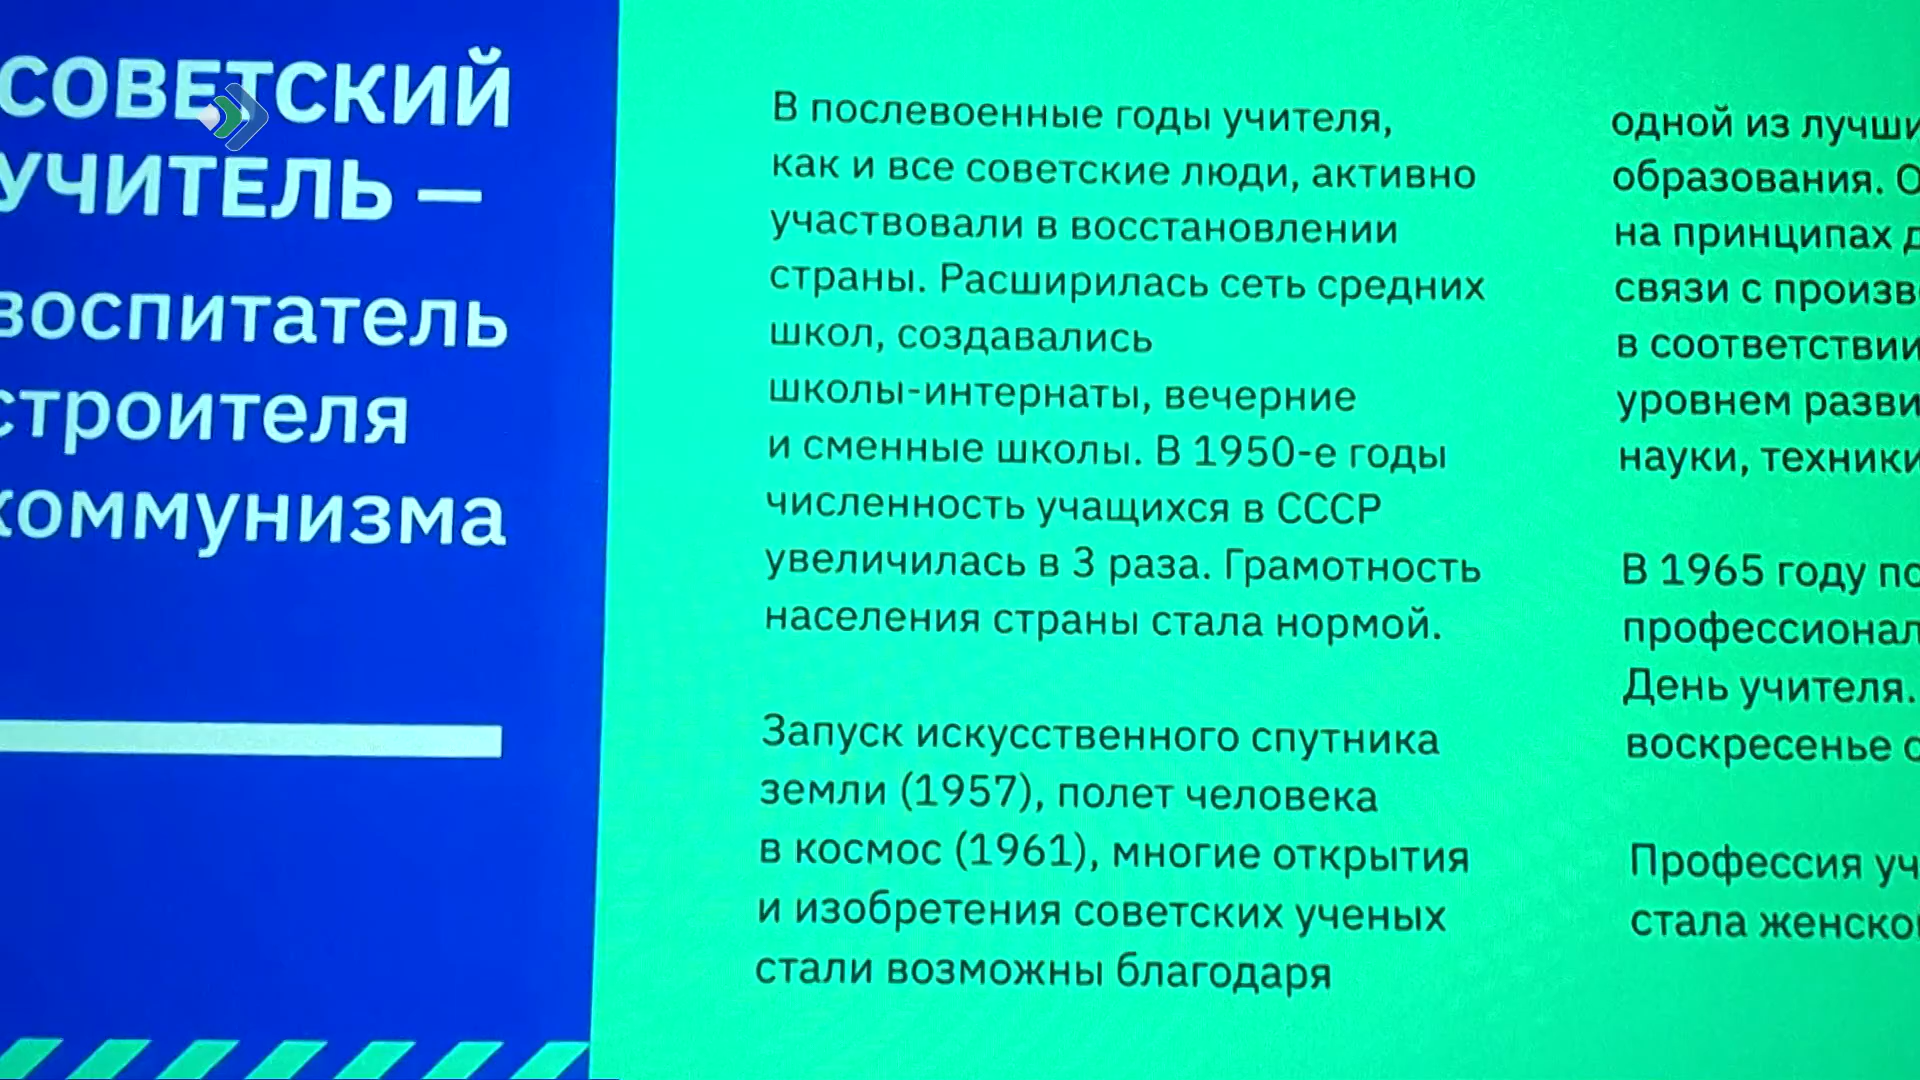 СОВЕТСКИЙ
УЧИТЕЛЬ —
воспитатель
строителя
коммунизма
В послевоенные годы учителя,
как и все советские люди, активно
участвовали в восстановлении
страны. Расширилась сеть средних
школ, создавались
школы-интернаты, вечерние
и сменные школы. В 1950-е годы
численность учащихся в СССР
увеличилась в 3 раза. Грамотность
населения страны стала нормой.
Запуск искусственного спутника
земли (1957), полет человека
в космос (1961), многие открытия
и изобретения советских ученых
стали возможны благодаря
одной из
образования.
на принципах
связи с
в соответствии
уровнем
науки, техники
В 1965 году
День учителя.
воскресенье
Профессия
стала